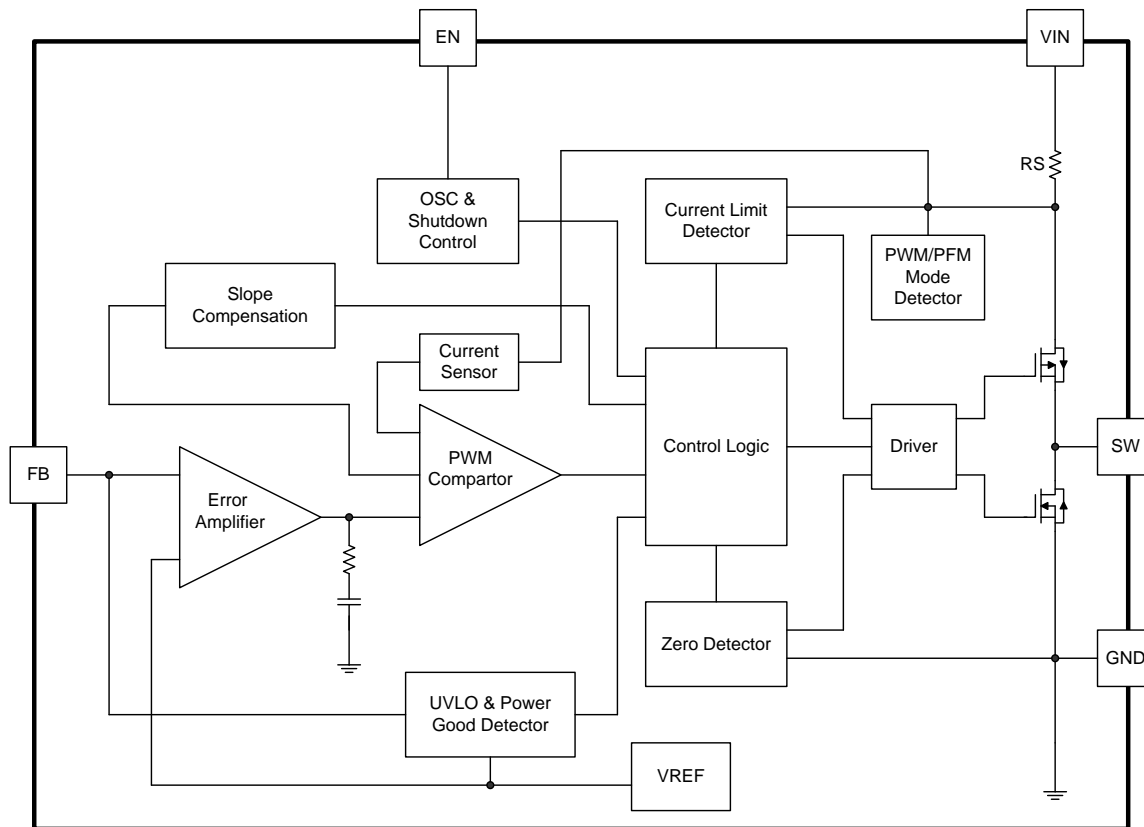 EN
VIN
RS
OSC &
Shutdown
Control
Current Limit
Detector
PWM/PFM
Mode
Detector
Slope
Compensation
Current
Sensor
FB
Error
Amplifier
PWM
Compartor
Control Logic
Driver
SW
Zero Detector
GND
UVLO & Power
Good Detector
VREF